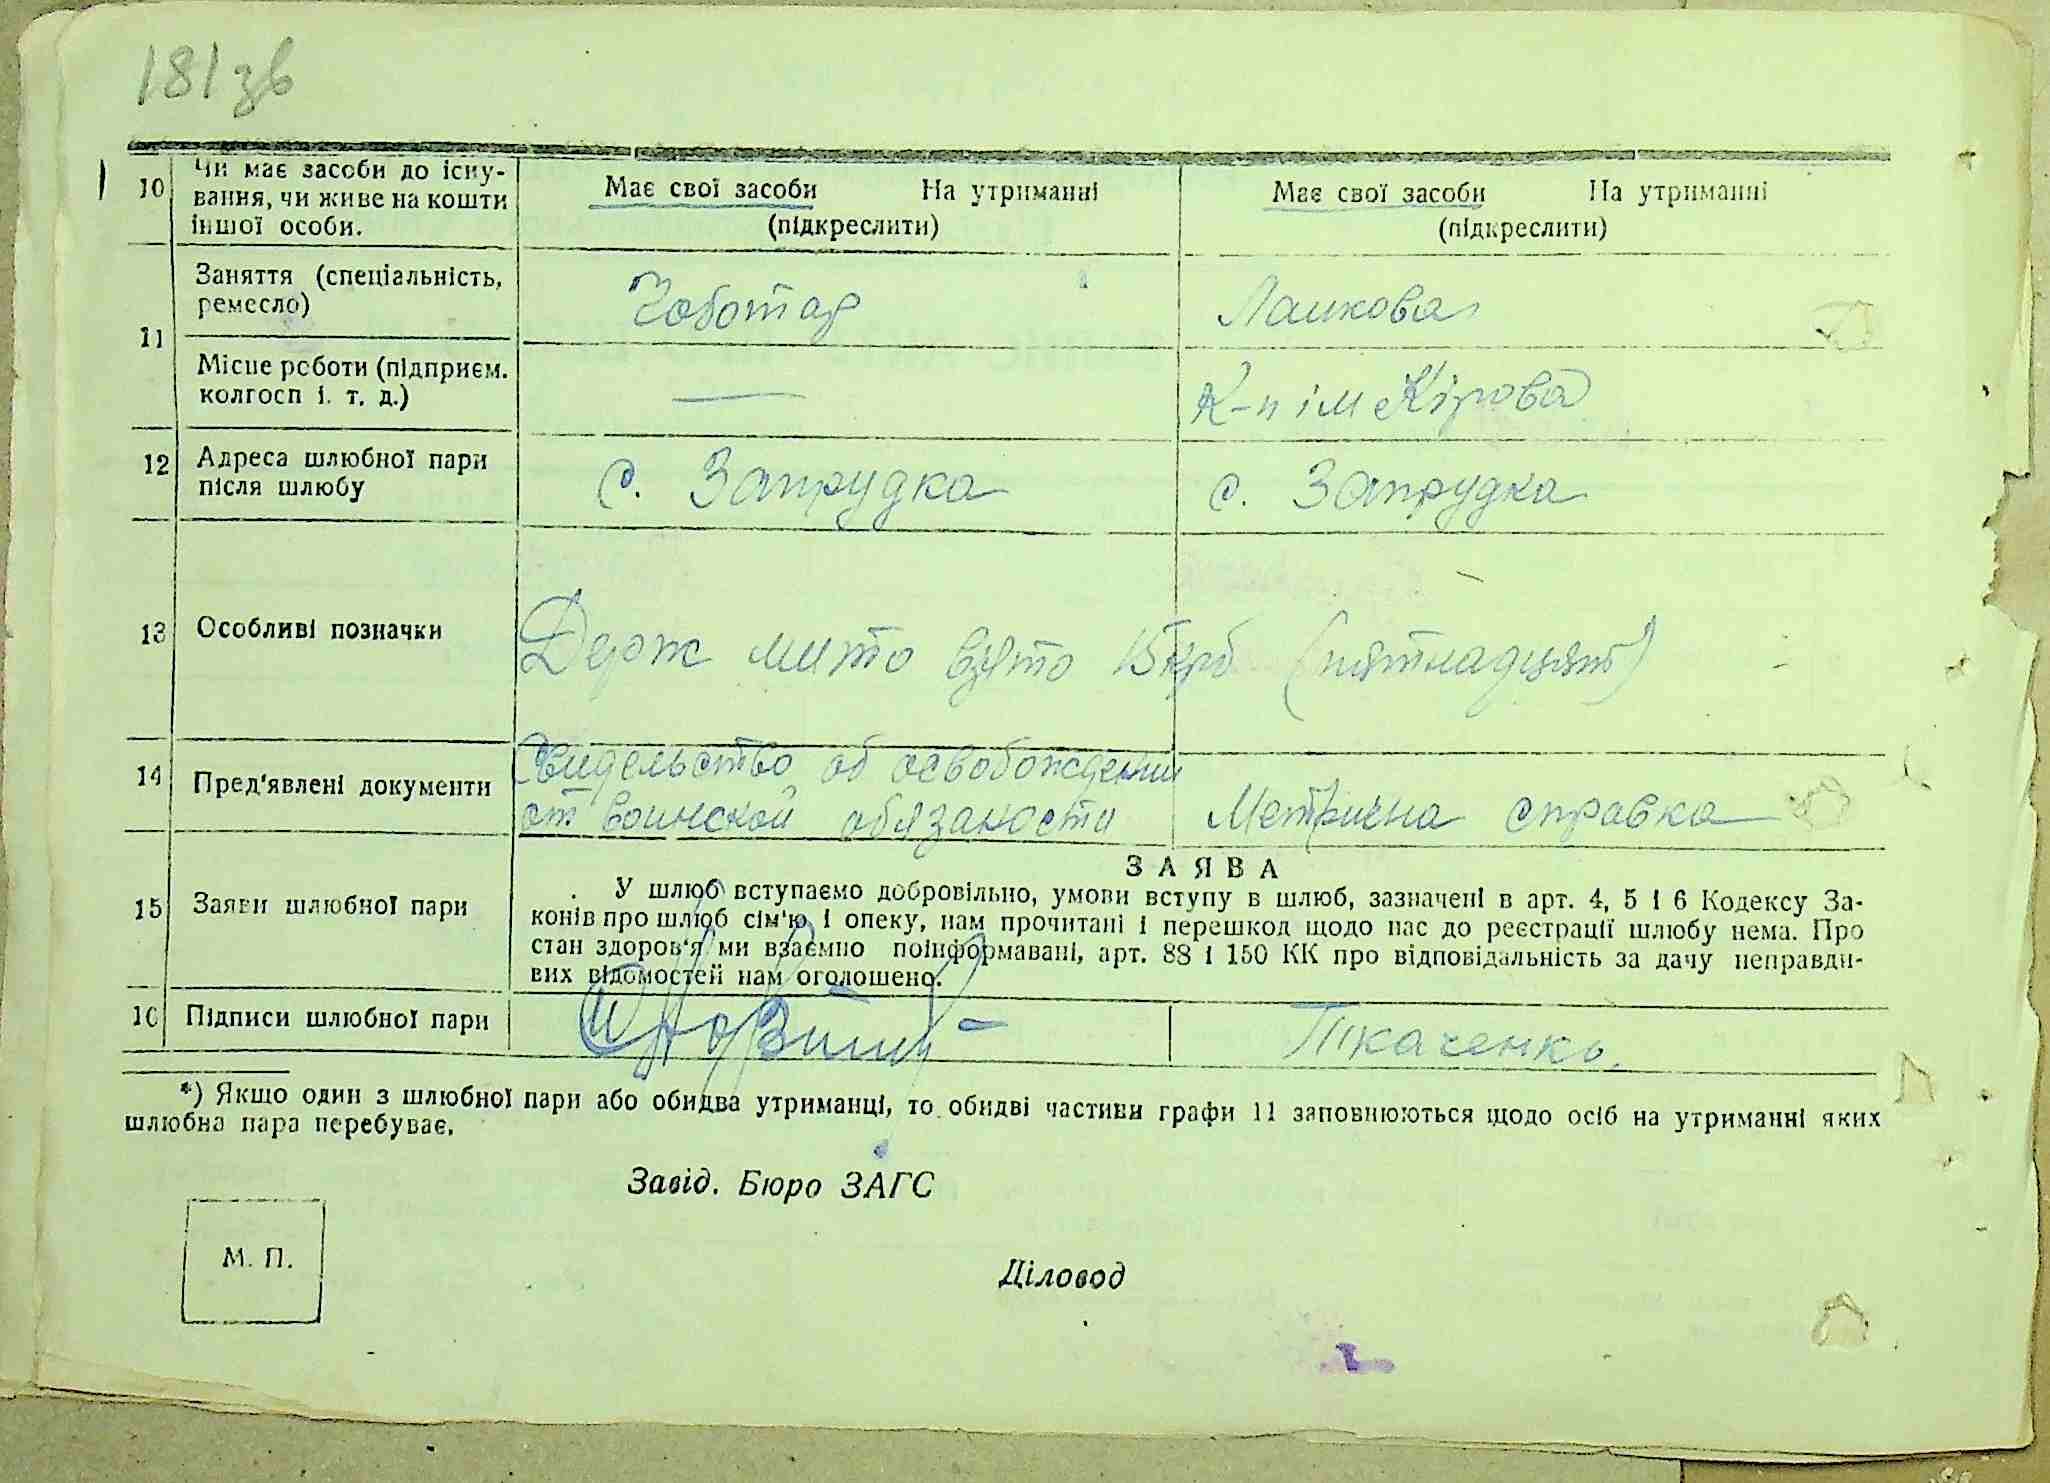 181зв
10 Чи має засоби до існу-
вання, чи живе на кошти
іншої особи.
Має свої засоби На утриманні
(підкреслити)
Має свої засоби На утриманні
(підкреслити)
11 Заняття (спеціальність,
ремесло)
Чоботар
Ланкова
Місце роботи (підприєм.
колгосп і. т. д.)
—
К-п ім Кірова
12 Адреса шлюбної пари
після шлюбу
с. Запрудка
с. Запрудка
13 Особливі позначки
Держ мито взято 15 крб (пятнадцят)
14 Пред'явлені документи
Свидельство об освобождении
от воинской обязаности
Метрична справка
15 Заяви шлюбної пари
ЗАЯВА
У шлюб вступаємо добровільно, умови вступу в шлюб, зазначені в арт. 4, 5 і 6 Кодексу За-
конів про шлюб сім'ю і опеку, нам прочитані і перешкод щодо нас до реєстрації шлюбу нема. Про
стан здоров'я ми взаємно поінформавані, арт. 88 і 150 КК про відповідальність за дачу неправди-
вих відомостей нам оголошено.
16 Підписи шлюбної пари
Ткаченко.
*) Якщо один з шлюбної пари або обидва утриманці, то обидві частини графи 11 заповнюються щодо осіб на утриманні яких
шлюбна пара перебуває.
Завід. Бюро ЗАГС
М. П.
Діловод